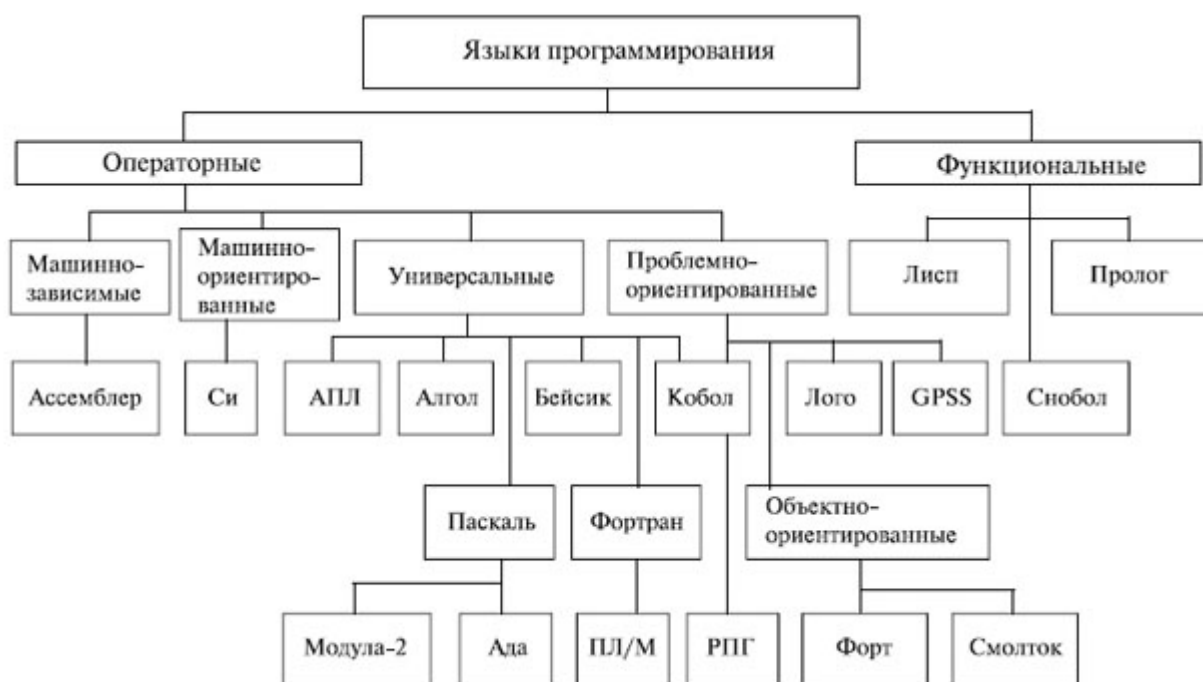 Языки программирования
Операторные
Функциональные
Машинно-
зависимые
Машинно-
ориентиро-
ванные
Универсальные
Проблемно-
ориентированные
Лисп
Пролог
Ассемблер
Си
АПЛ
Алгол
Бейсик
Кобол
Лого
GPSS
Снобол
Паскаль
Фортран
Объектно-
ориентированные
Модула-2
Ада
ПЛ/М
РПГ
Форт
Смолток